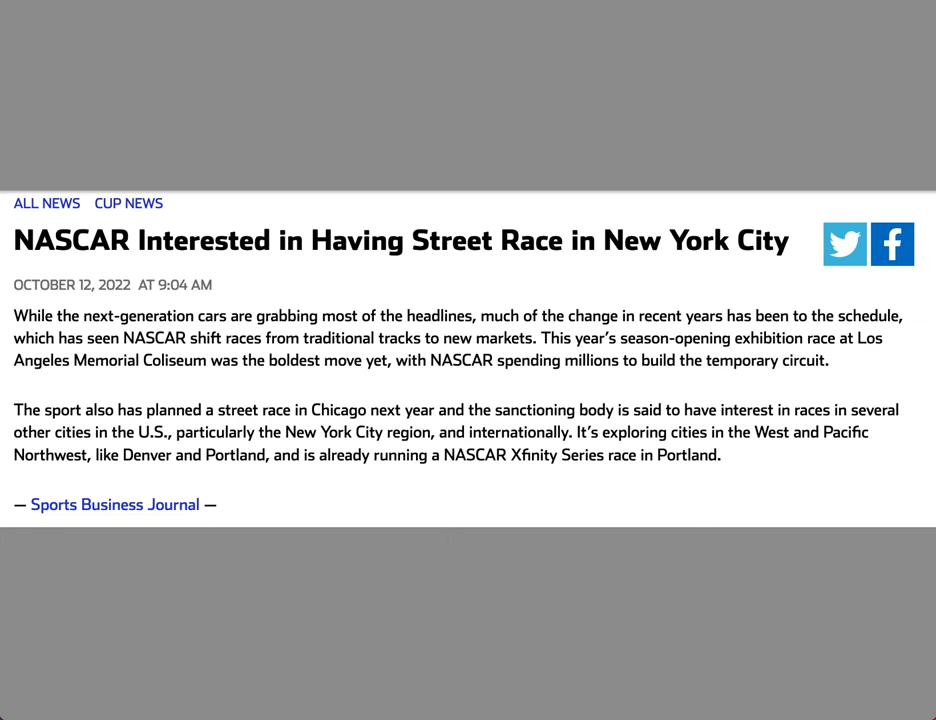 ALL NEWS CUP NEWS
NASCAR Interested in Having Street Race in New York City
OCTOBER 12, 2022 AT 9:04 AM
While the next-generation cars are grabbing most of the headlines, much of the change in recent years has been to the schedule,
which has seen NASCAR shift races from traditional tracks to new markets. This year’s season-opening exhibition race at Los
Angeles Memorial Coliseum was the boldest move yet, with NASCAR spending millions to build the temporary circuit.
The sport also has planned a street race in Chicago next year and the sanctioning body is said to have interest in races in several
other cities in the U.S., particularly the New York City region, and internationally. It’s exploring cities in the West and Pacific
Northwest, like Denver and Portland, and is already running a NASCAR Xfinity Series race in Portland.
— Sports Business Journal —